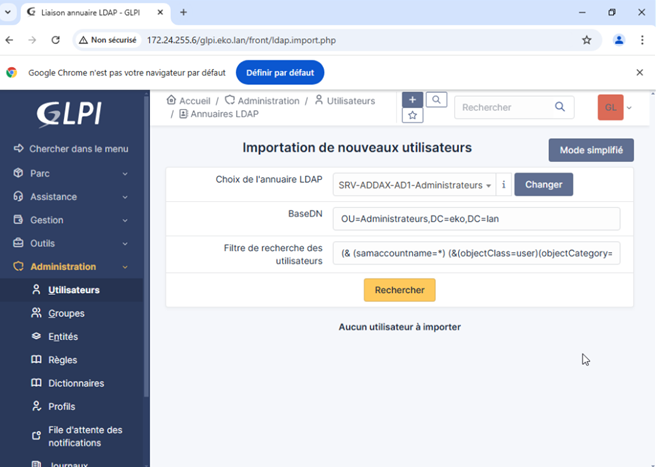 Liaison annuaire LDAP - GLPI
Non sécurisé 172.24.255.6/glpi.eko.lan/front/ldap.import.php
Google Chrome n'est pas votre navigateur par défaut Définir par défaut
GLPI
Chercher dans le menu
Parc
Assistance
Gestion
Outils
Administration
Utilisateurs
Groupes
Entités
Règles
Dictionnaires
Profils
File d'attente des
notifications
Journaux
Accueil / Administration / Utilisateurs
/ Annuaires LDAP
Rechercher
GL
Importation de nouveaux utilisateurs
Mode simplifié
Choix de l'annuaire LDAP
SRV-ADDAX-AD1-Administrateurs
i
Changer
BaseDN
OU=Administrateurs,DC=eko,DC=lan
Filtre de recherche des
utilisateurs
(& (samaccountname=*) (&(objectClass=user)(objectCategory=
Rechercher
Aucun utilisateur à importer